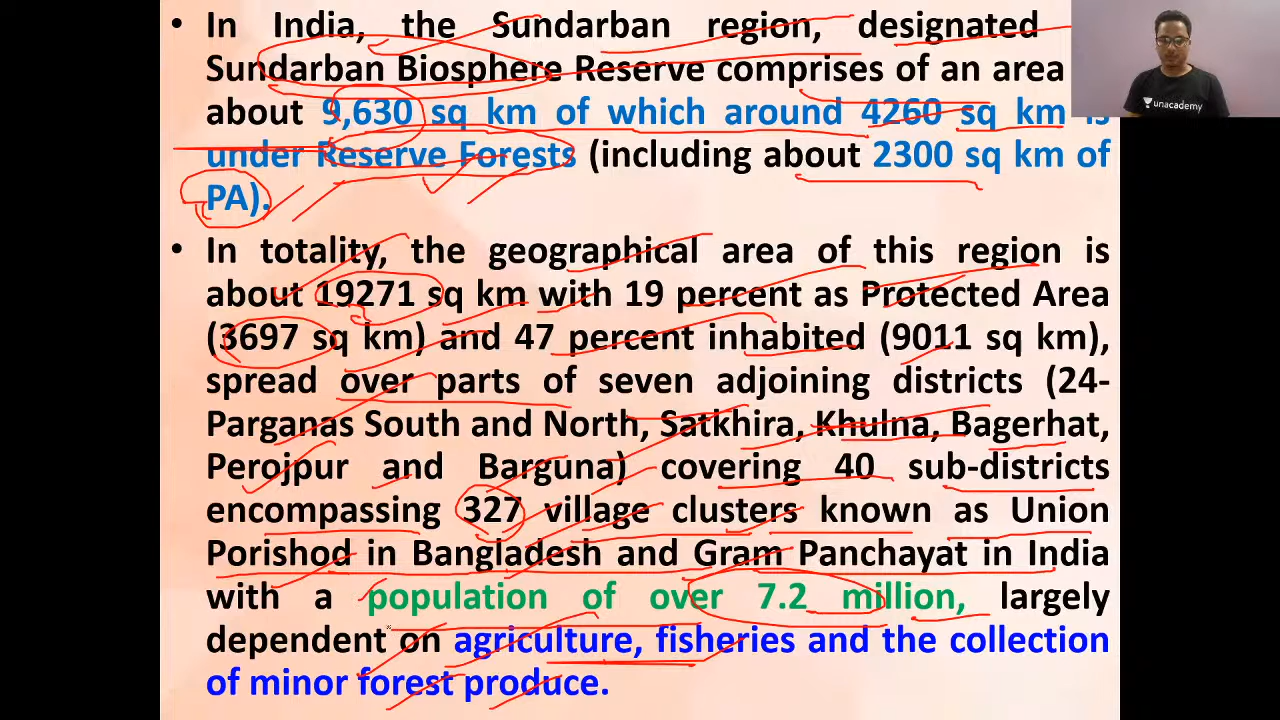 • In India, the Sundarban region, designated
Sundarban Biosphere Reserve comprises of an area
about 9,630 sq km of which around 4260 sq km is
under Reserve Forests (including about 2300 sq km of
PA).
• In totality, the geographical area of this region is
about 19271 sq km with 19 percent as Protected Area
(3697 sq km) and 47 percent inhabited (9011 sq km),
spread over parts of seven adjoining districts (24-
Parganas South and North, Satkhira, Khulna, Bagerhat,
Perojpur and Barguna) covering 40 sub-districts
encompassing 327 village clusters known as Union
Porishod in Bangladesh and Gram Panchayat in India
with a population of over 7.2 million, largely
dependent on agriculture, fisheries and the collection
of minor forest produce.
unacademy